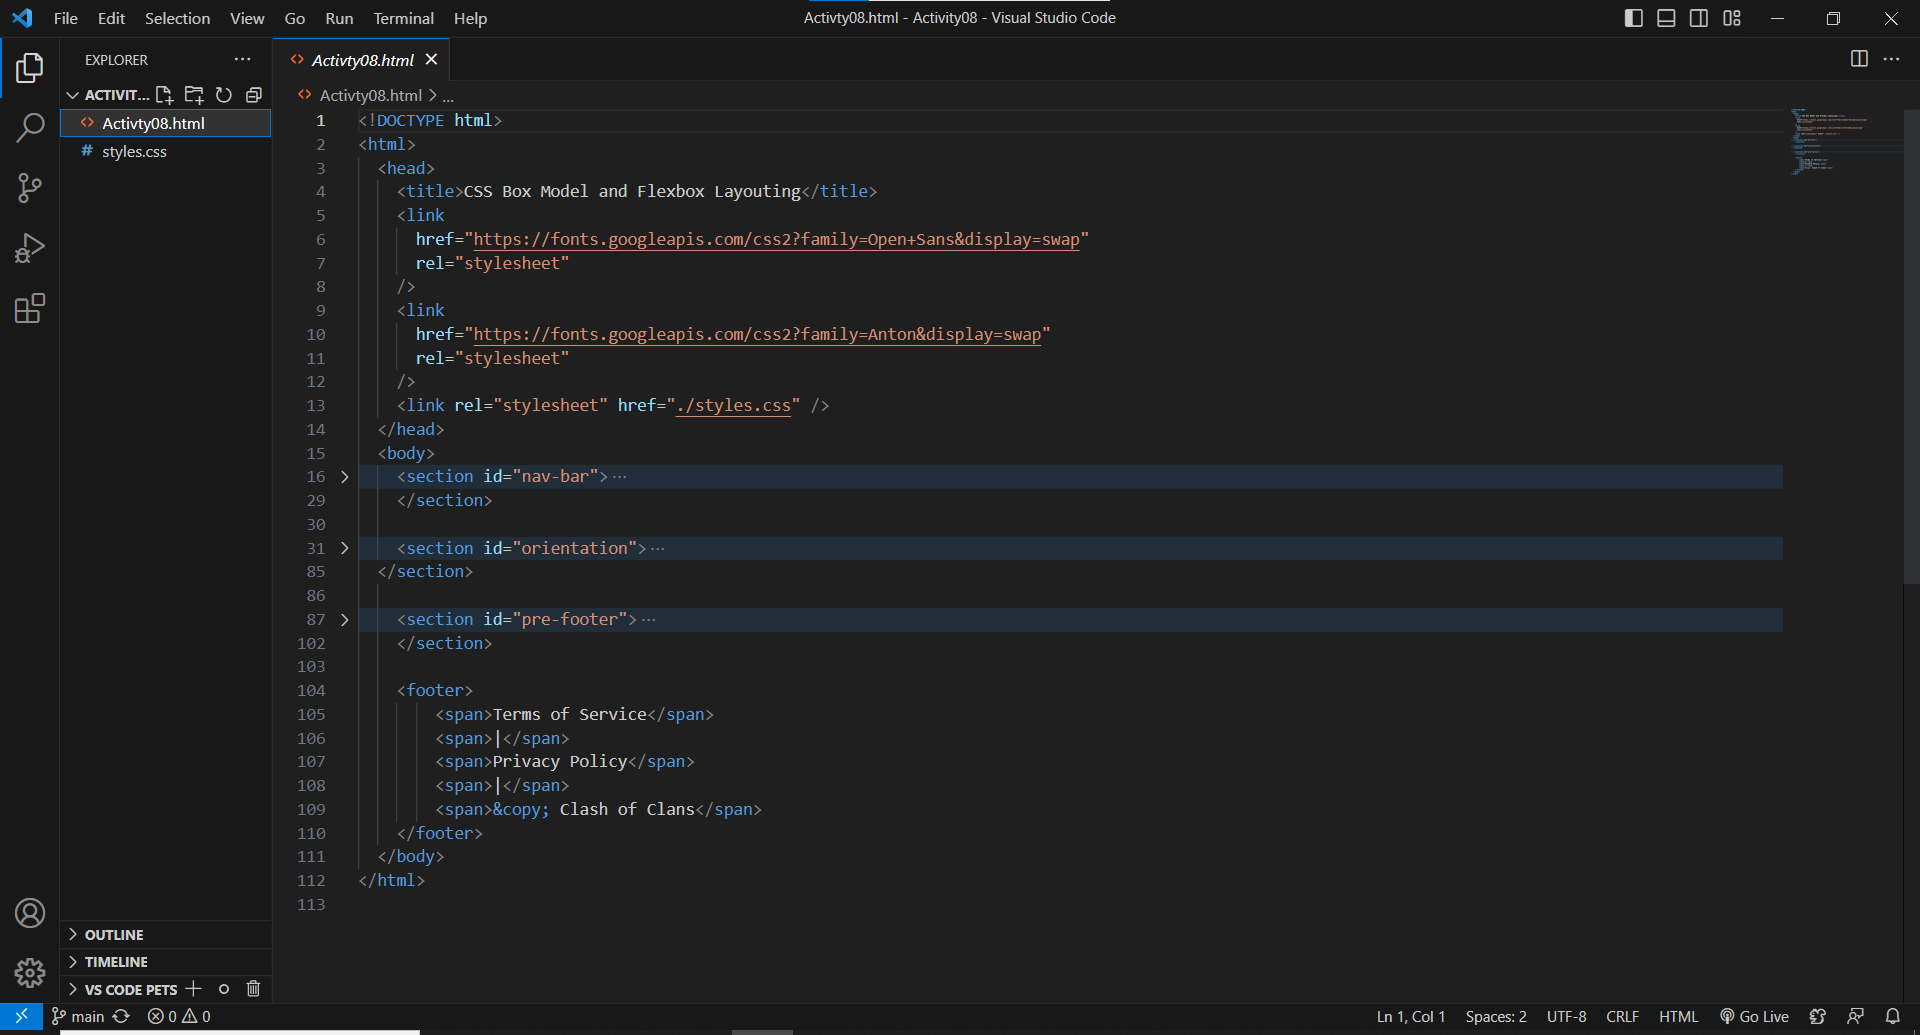 File Edit Selection View Go Run Terminal Help
Activty08.html - Activity08 - Visual Studio Code
EXPLORER
ACTIVIT...
Activty08.html
styles.css
Activty08.html
Activty08.html > ...
1 <!DOCTYPE html>
2 <html>
3 <head>
4 <title>CSS Box Model and Flexbox Layouting</title>
5 <link
6 href="https://fonts.googleapis.com/css2?family=Open+Sans&display=swap"
7 rel="stylesheet"
8 />
9 <link
10 href="https://fonts.googleapis.com/css2?family=Anton&display=swap"
11 rel="stylesheet"
12 />
13 <link rel="stylesheet" href="./styles.css" />
14 </head>
15 <body>
16 <section id="nav-bar">···
29 </section>
30
31 <section id="orientation">···
85 </section>
86
87 <section id="pre-footer">···
102 </section>
103
104 <footer>
105 <span>Terms of Service</span>
106 <span>|</span>
107 <span>Privacy Policy</span>
108 <span>|</span>
109 <span>&copy; Clash of Clans</span>
110 </footer>
111 </body>
112 </html>
113
OUTLINE
TIMELINE
VS CODE PETS
main 0 0
Ln 1, Col 1 Spaces: 2 UTF-8 CRLF HTML Go Live